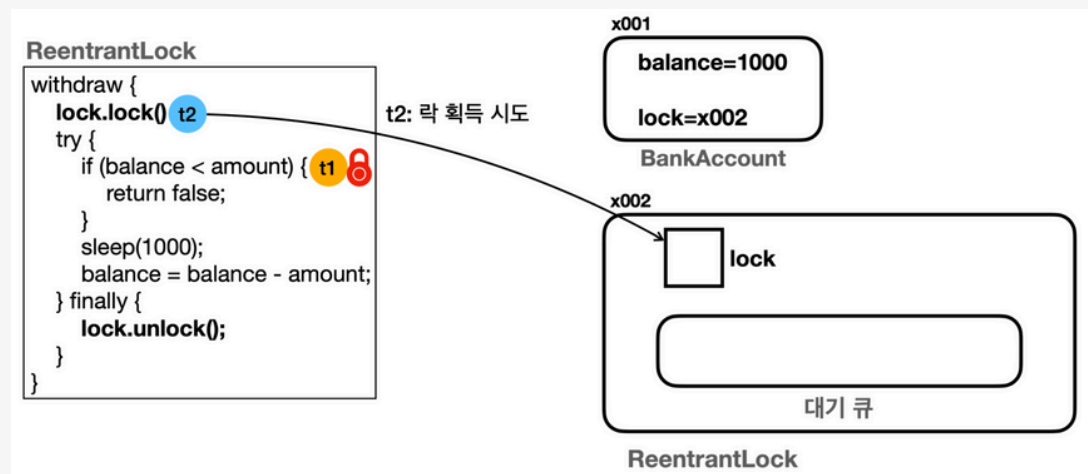 ReentrantLock
withdraw {
lock.lock() t2
try {
if (balance < amount) { t1
return false;
}
sleep(1000);
balance = balance - amount;
} finally {
lock.unlock();
}
}
t2: 락 획득 시도
x001
balance=1000
lock=x002
BankAccount
x002
lock
대기 큐
ReentrantLock